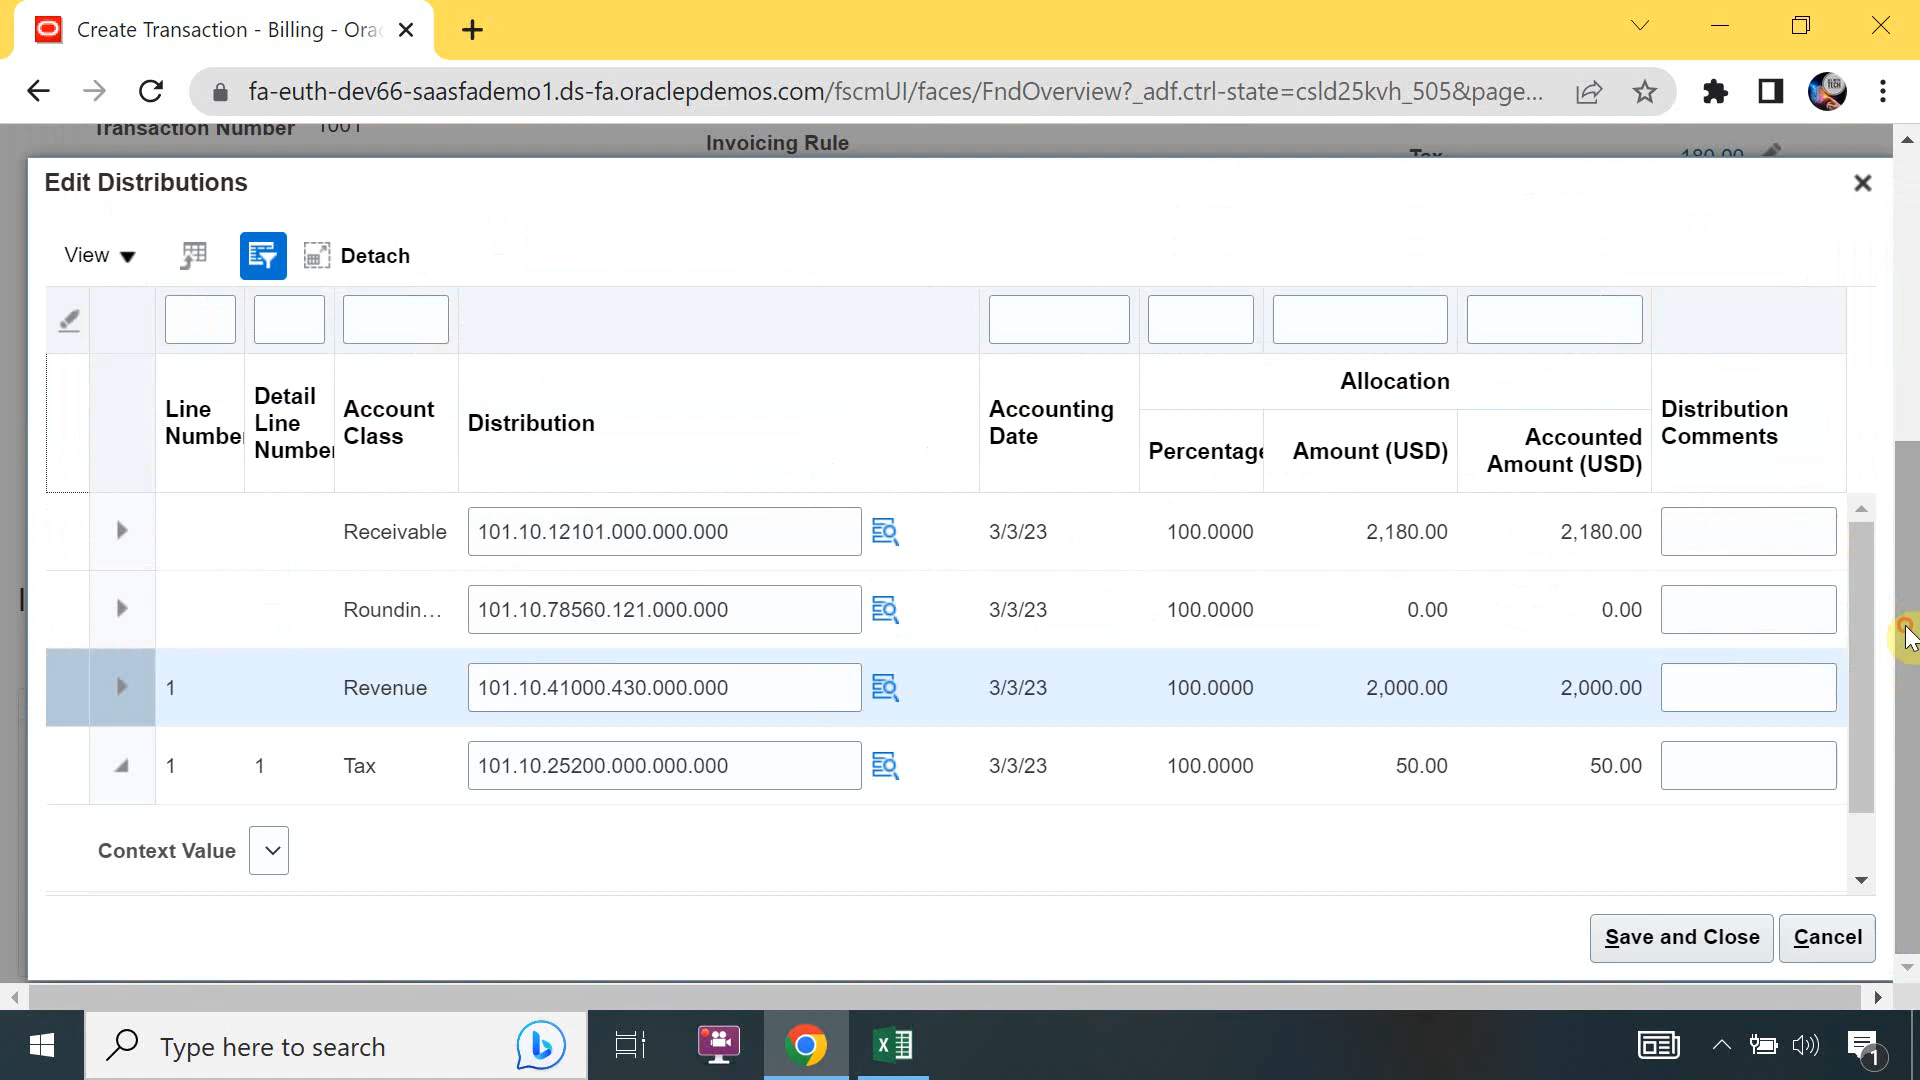 Create Transaction - Billing - Orac
fa-euth-dev66-saasfademo1.ds-fa.oraclepdemos.com/fscmUI/faces/FndOverview?_adf.ctrl-state=csld25kvh_505&page...
Transaction Number 1001
Invoicing Rule
Tax 180.00
Edit Distributions
View Detach
Allocation
Line Number
Detail Line Number
Account Class
Distribution
Accounting Date
Percentage
Amount (USD)
Accounted Amount (USD)
Distribution Comments
Receivable 101.10.12101.000.000.000 3/3/23 100.0000 2,180.00 2,180.00
Roundin... 101.10.78560.121.000.000 3/3/23 100.0000 0.00 0.00
1 Revenue 101.10.41000.430.000.000 3/3/23 100.0000 2,000.00 2,000.00
1 1 Tax 101.10.25200.000.000.000 3/3/23 100.0000 50.00 50.00
Context Value
Save and Close Cancel
Type here to search
1